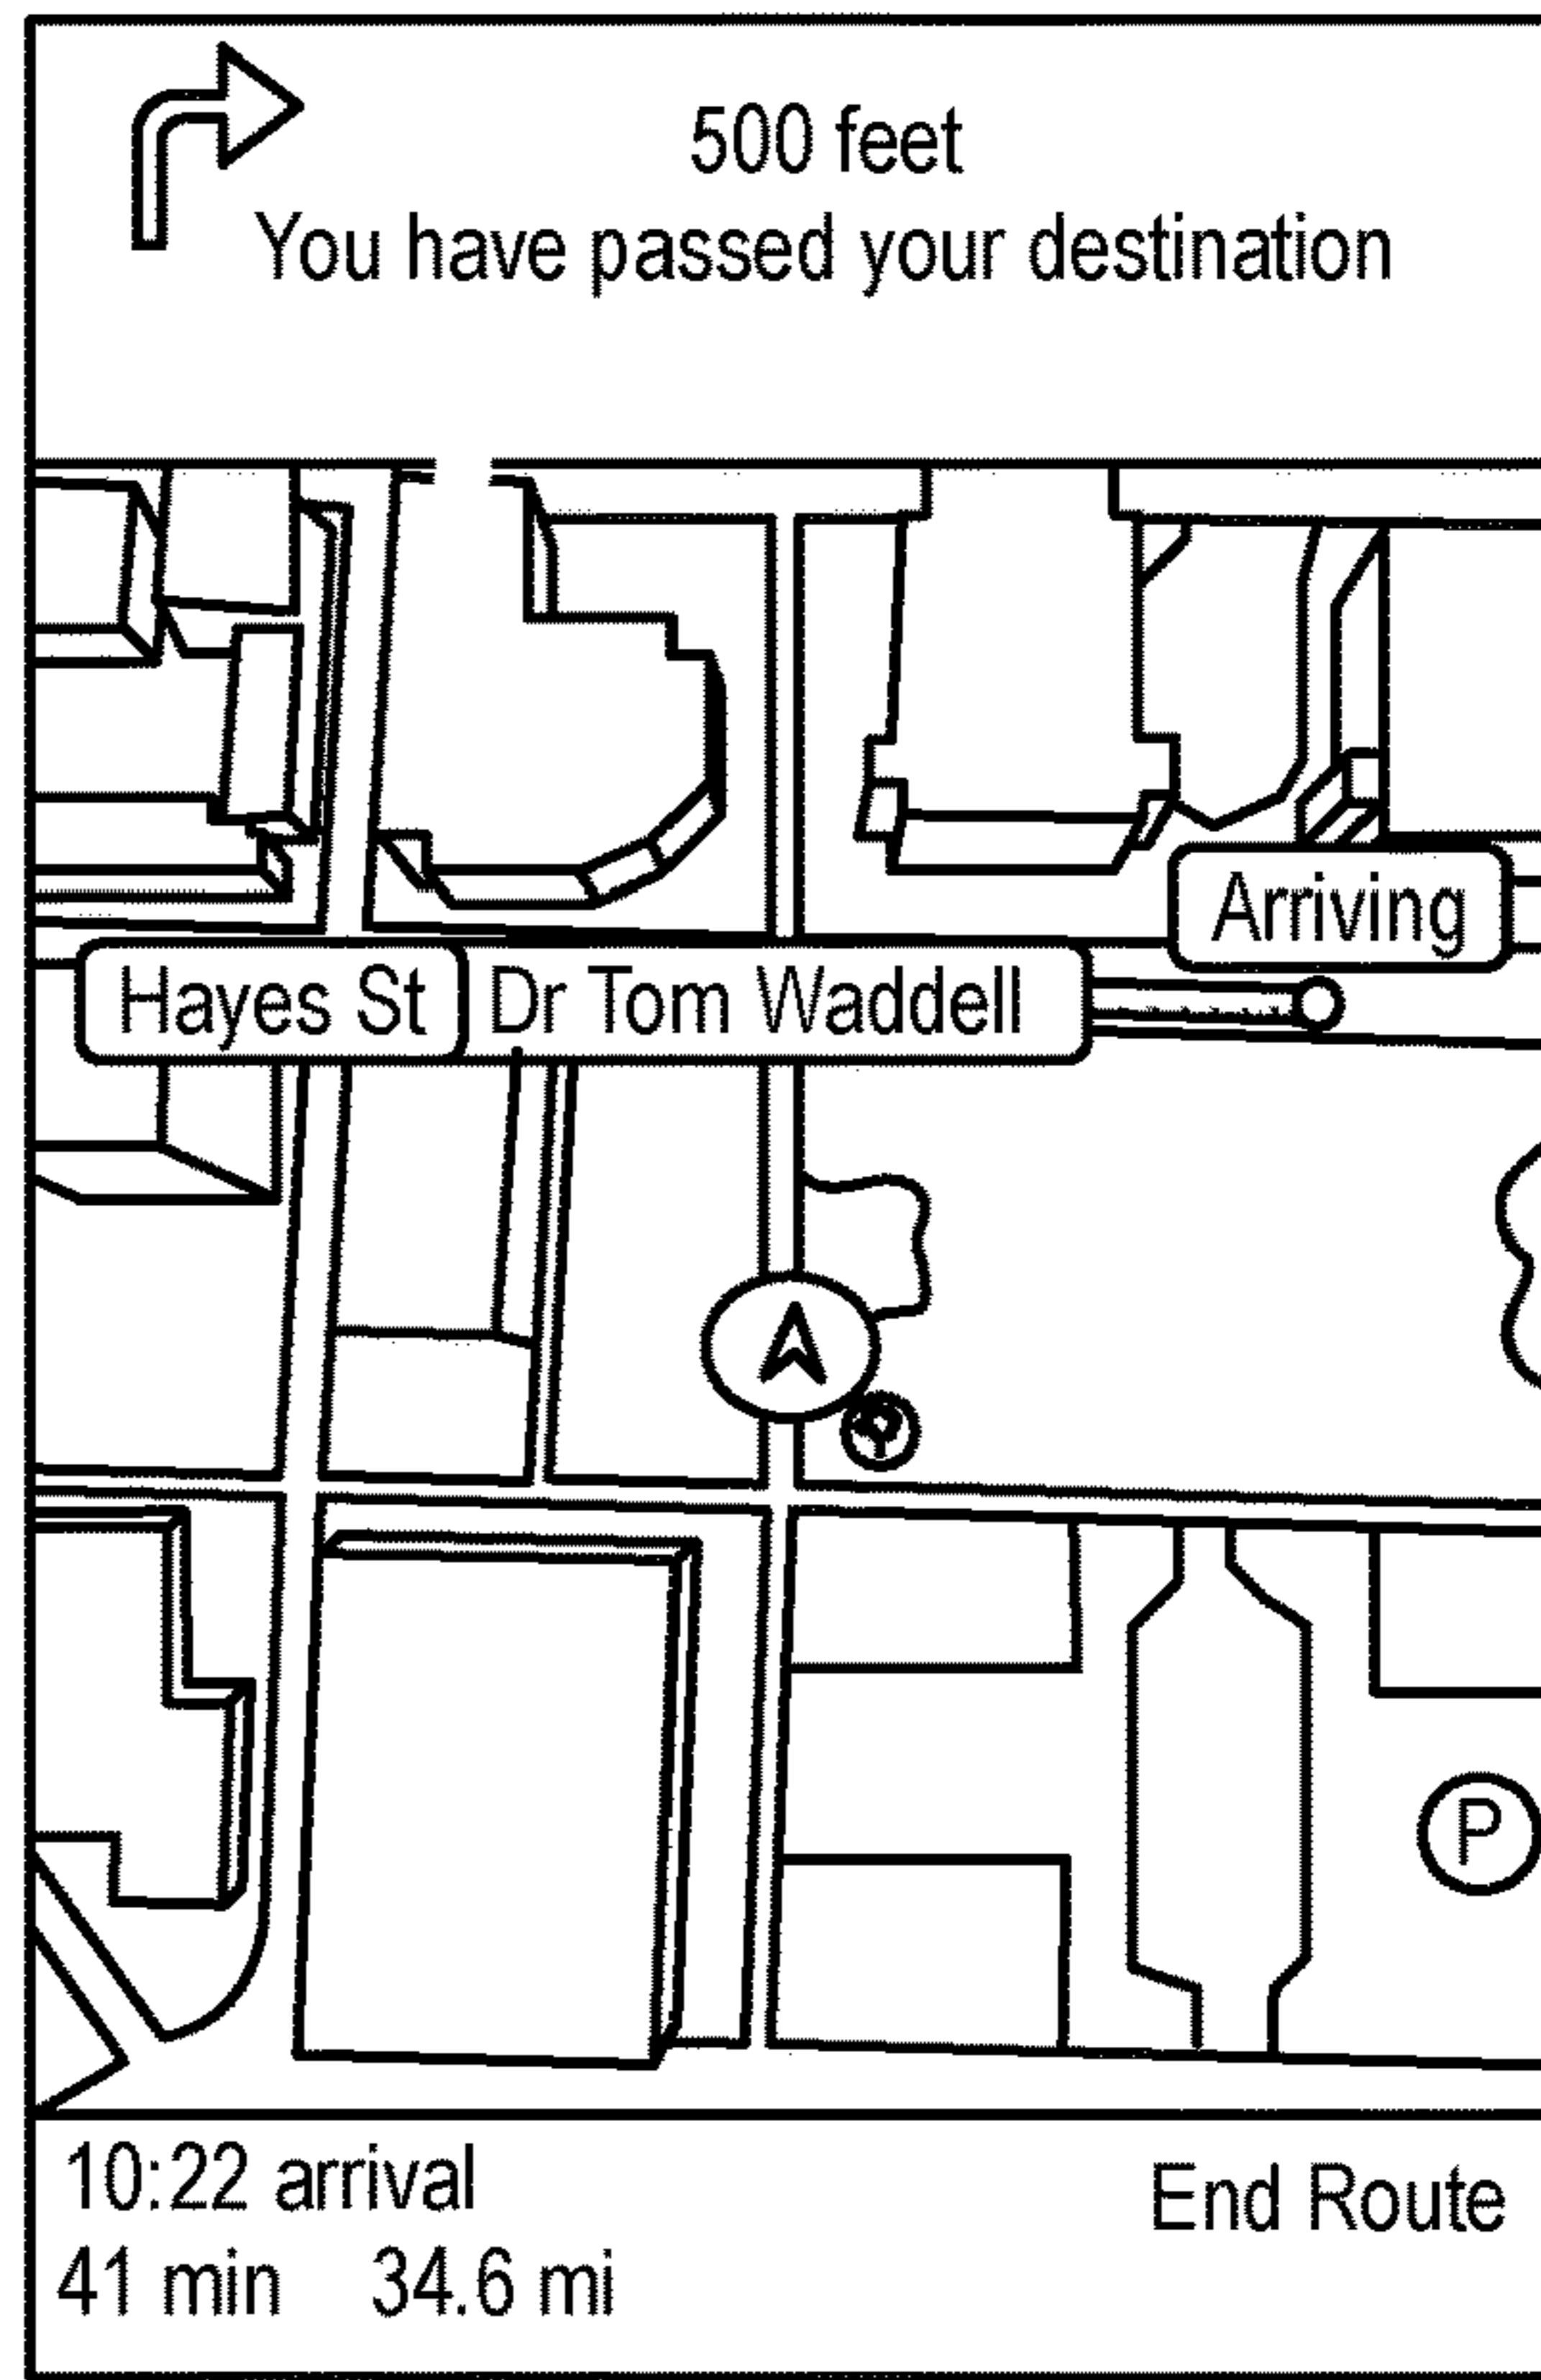 500 feet
You have passed your destination
Arriving
Hayes St
Dr Tom Waddell
P
10:22 arrival
End Route
41 min 34.6 mi